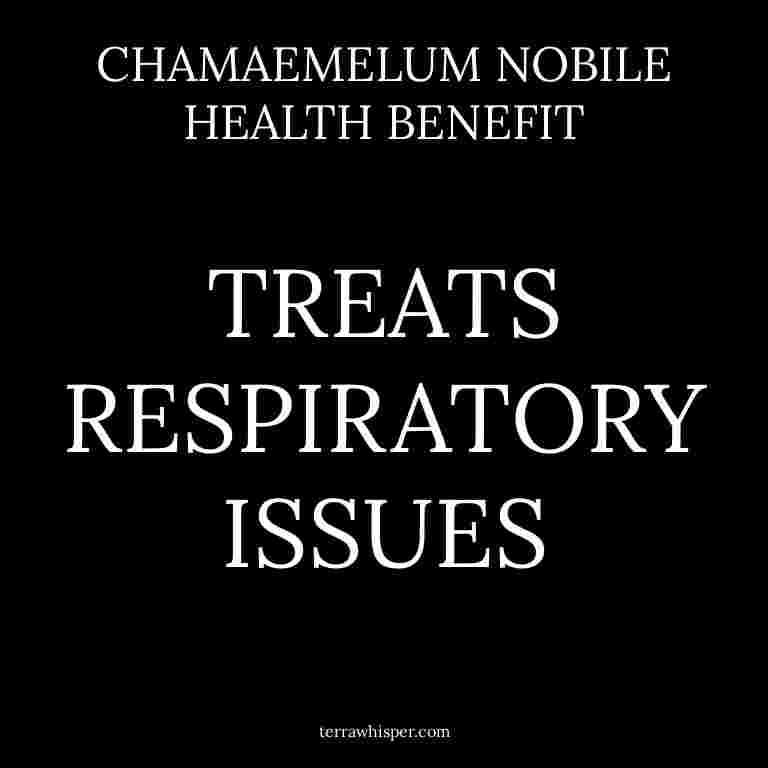 CHAMAEMELUM NOBILE
HEALTH BENEFIT
TREATS
RESPIRATORY
ISSUES
terrawhisper.com